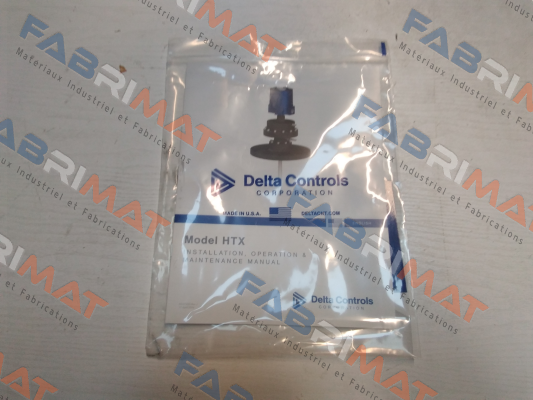 FABRIMAT
Materiaux Industriel et Fabrications
Delta Controls
CORPORATION
MADE IN U.S.A.
DELTACNT.COM
Model HTX
INSTALLATION, OPERATION &
MAINTENANCE MANUAL
Delta Controls
CORPORATION